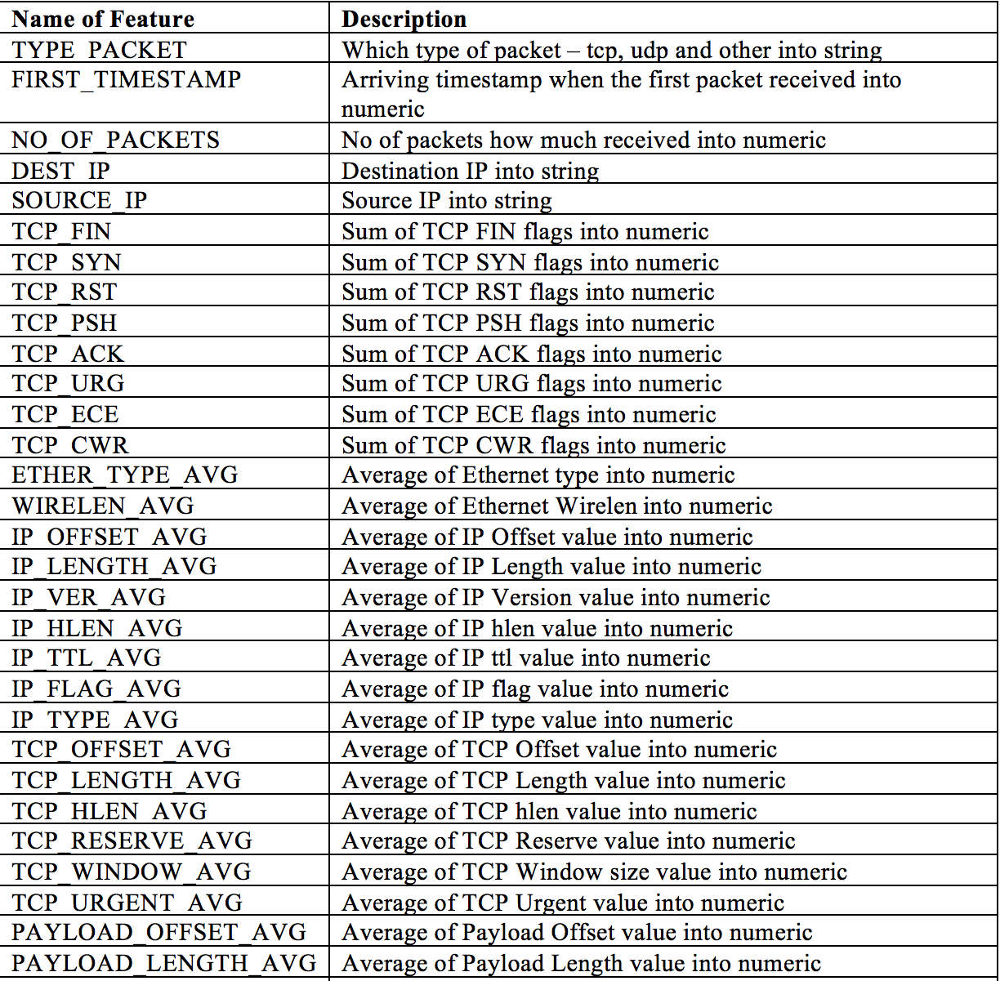 Name of Feature Description
TYPE_PACKET Which type of packet – tcp, udp and other into string
FIRST_TIMESTAMP Arriving timestamp when the first packet received into
numeric
NO_OF_PACKETS No of packets how much received into numeric
DEST_IP Destination IP into string
SOURCE_IP Source IP into string
TCP_FIN Sum of TCP FIN flags into numeric
TCP_SYN Sum of TCP SYN flags into numeric
TCP_RST Sum of TCP RST flags into numeric
TCP_PSH Sum of TCP PSH flags into numeric
TCP_ACK Sum of TCP ACK flags into numeric
TCP_URG Sum of TCP URG flags into numeric
TCP_ECE Sum of TCP ECE flags into numeric
TCP_CWR Sum of TCP CWR flags into numeric
ETHER_TYPE_AVG Average of Ethernet type into numeric
WIRELEN_AVG Average of Ethernet Wirelen into numeric
IP_OFFSET_AVG Average of IP Offset value into numeric
IP_LENGTH_AVG Average of IP Length value into numeric
IP_VER_AVG Average of IP Version value into numeric
IP_HLEN_AVG Average of IP hlen value into numeric
IP_TTL_AVG Average of IP ttl value into numeric
IP_FLAG_AVG Average of IP flag value into numeric
IP_TYPE_AVG Average of IP type value into numeric
TCP_OFFSET_AVG Average of TCP Offset value into numeric
TCP_LENGTH_AVG Average of TCP Length value into numeric
TCP_HLEN_AVG Average of TCP hlen value into numeric
TCP_RESERVE_AVG Average of TCP Reserve value into numeric
TCP_WINDOW_AVG Average of TCP Window size value into numeric
TCP_URGENT_AVG Average of TCP Urgent value into numeric
PAYLOAD_OFFSET_AVG Average of Payload Offset value into numeric
PAYLOAD_LENGTH_AVG Average of Payload Length value into numeric